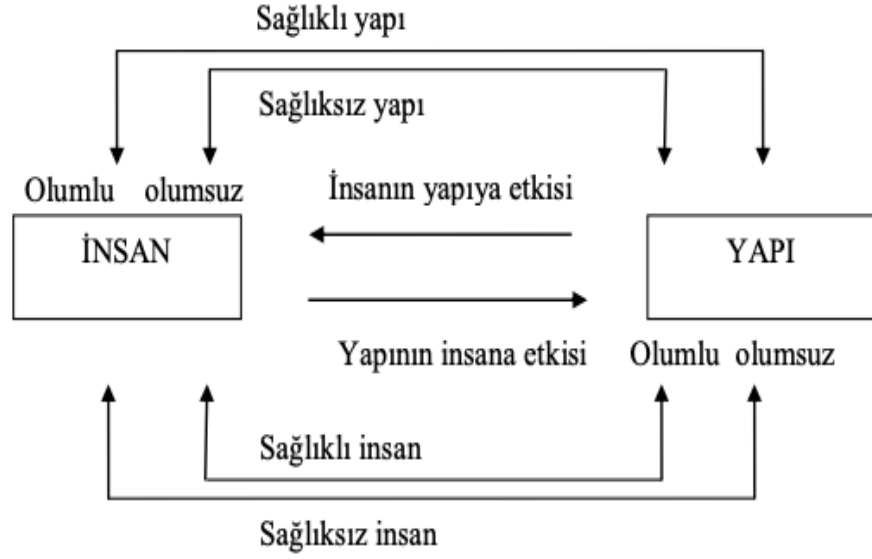 Sağlıklı yapı
Sağlıksız yapı
Olumlu olumsuz
İnsanın yapıya etkisi
İNSAN
YAPI
Yapının insana etkisi
Olumlu olumsuz
Sağlıklı insan
Sağlıksız insan